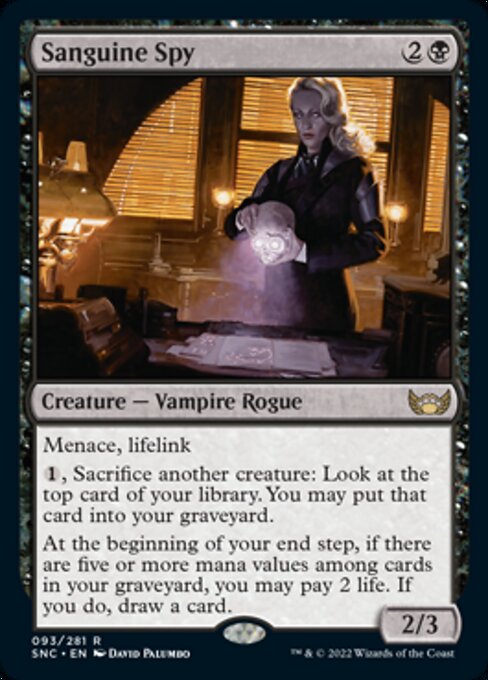 Sanguine Spy 2
Creature — Vampire Rogue
Menace, lifelink
1, Sacrifice another creature: Look at the
top card of your library. You may put that
card into your graveyard.
At the beginning of your end step, if there
are five or more mana values among cards
in your graveyard, you may pay 2 life. If
you do, draw a card.
2/3
093/281 R
SNC • EN DAVID PALUMBO ™ & © 2022 Wizards of the Coast